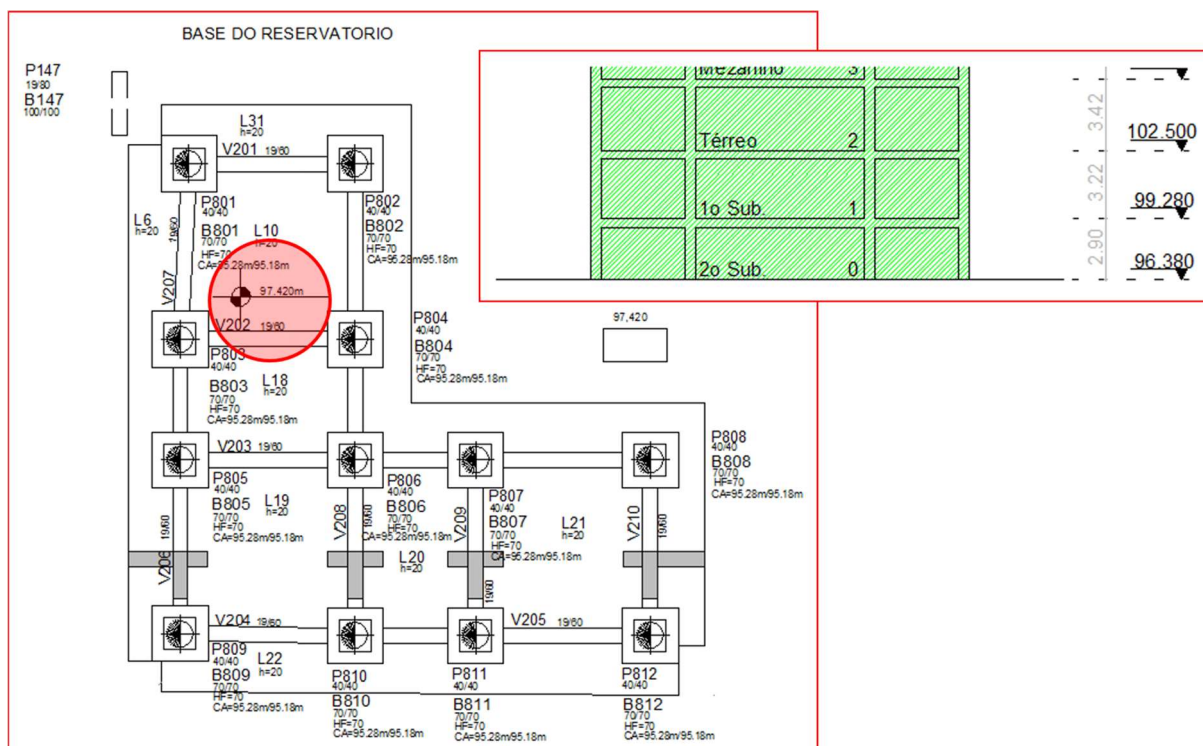 BASE DO RESERVATORIO
P147
19/80
B147
100/100
L31
h=20
V201 19/60
P801
40/40
B801
70/70
HF=70
CA=95.28m/95.18m
P802
40/40
B802
70/70
HF=70
CA=95.28m/95.18m
L6
h=20
19/60
L10
h=20
V207
97,420m
V202 19/60
P803
40/40
B803
70/70
HF=70
CA=95.28m/95.18m
P804
40/40
B804
70/70
HF=70
CA=95.28m/95.18m
97,420
L18
h=20
V203 19/60
P805
40/40
B805
70/70
HF=70
CA=95.28m/95.18m
L19
h=20
P806
40/40
B806
70/70
HF=70
CA=95.28m/95.18m
P807
40/40
B807
70/70
HF=70
CA=95.28m/95.18m
P808
40/40
B808
70/70
HF=70
CA=95.28m/95.18m
V206
19/60
V208
19/60
V209
19/60
V210
19/60
L20
h=20
L21
h=20
V204 19/60
V205 19/60
P809
40/40
B809
70/70
HF=70
CA=95.28m/95.18m
L22
h=20
P810
40/40
B810
70/70
HF=70
CA=95.28m/95.18m
P811
40/40
B811
70/70
HF=70
CA=95.28m/95.18m
P812
40/40
B812
70/70
HF=70
CA=95.28m/95.18m
Mezanino 3
3.42
Térreo 2
102.500
3.22
1o Sub. 1
99.280
2.90
2o Sub. 0
96.380